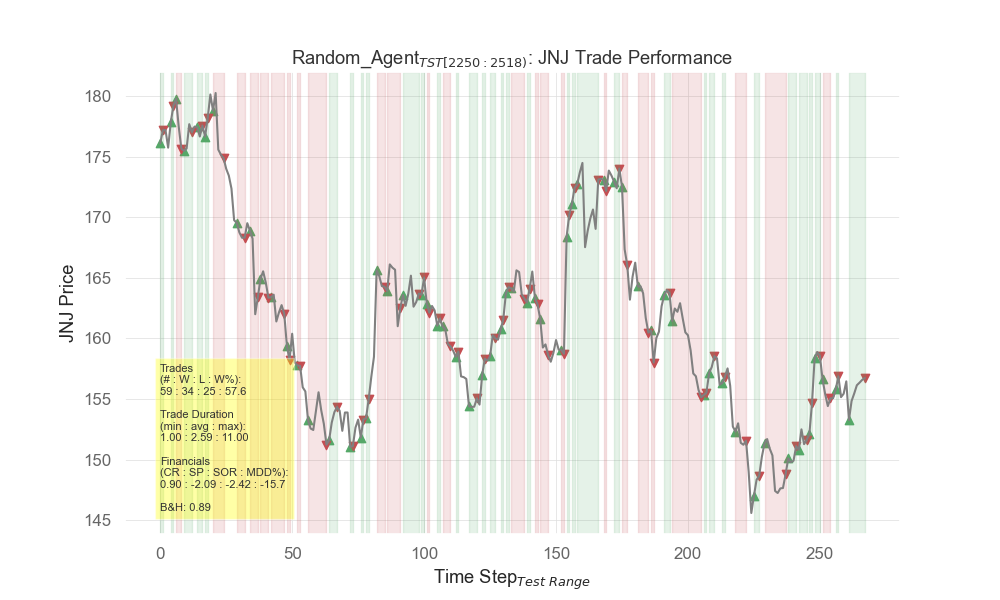 Random_Agent TST[2250 : 2518): JNJ Trade Performance
JNJ Price
180
175
170
165
160
155
150
145
Trades
(# : W : L : W%):
59 : 34 : 25 : 57.6
Trade Duration
(min : avg : max):
1.00 : 2.59 : 11.00
Financials
(CR : SP : SOR : MDD%):
0.90 : -2.09 : -2.42 : -15.7
B&H: 0.89
0 50 100 150 200 250
Time Step Test Range